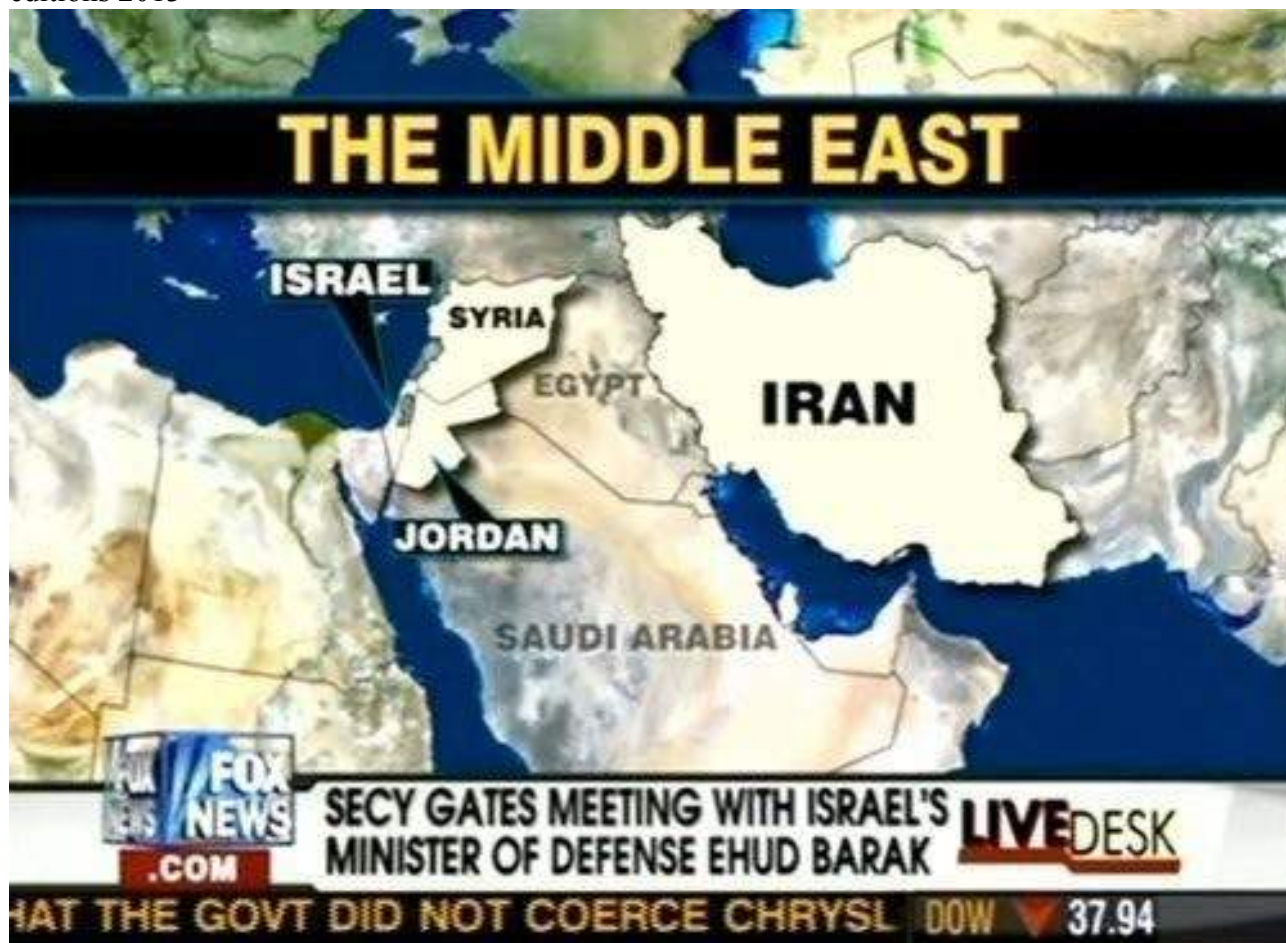 THE MIDDLE EAST
ISRAEL
SYRIA
EGYPT
IRAN
JORDAN
SAUDI ARABIA
FOX
NEWS
.COM
SECY GATES MEETING WITH ISRAEL'S
MINISTER OF DEFENSE EHUD BARAK
LIVEDESK
HAT THE GOVT DID NOT COERCE CHRYSL
DOW 37.94